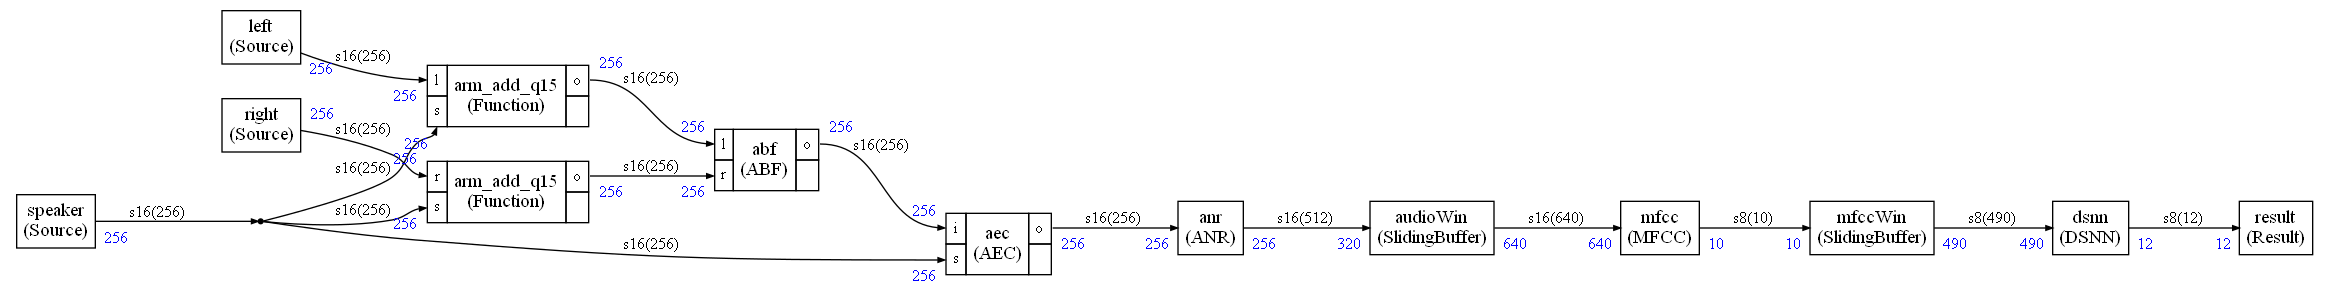 left
(Source)
256
s16(256)
right
(Source)
256
s16(256)
speaker
(Source)
256
s16(256)
s16(256)
s16(256)
s16(256)
256
l
s
arm_add_q15
(Function)
o
256
256
256
r
s
arm_add_q15
(Function)
o
256
256
s16(256)
256
s16(256)
256
256
l
r
abf
(ABF)
o
256
s16(256)
256
i
s
aec
(AEC)
o
256
256
s16(256)
256
anr
(ANR)
256
s16(512)
320
audioWin
(SlidingBuffer)
640
s16(640)
640
mfcc
(MFCC)
10
s8(10)
10
mfccWin
(SlidingBuffer)
490
s8(490)
490
dsnn
(DSNN)
12
s8(12)
12
result
(Result)